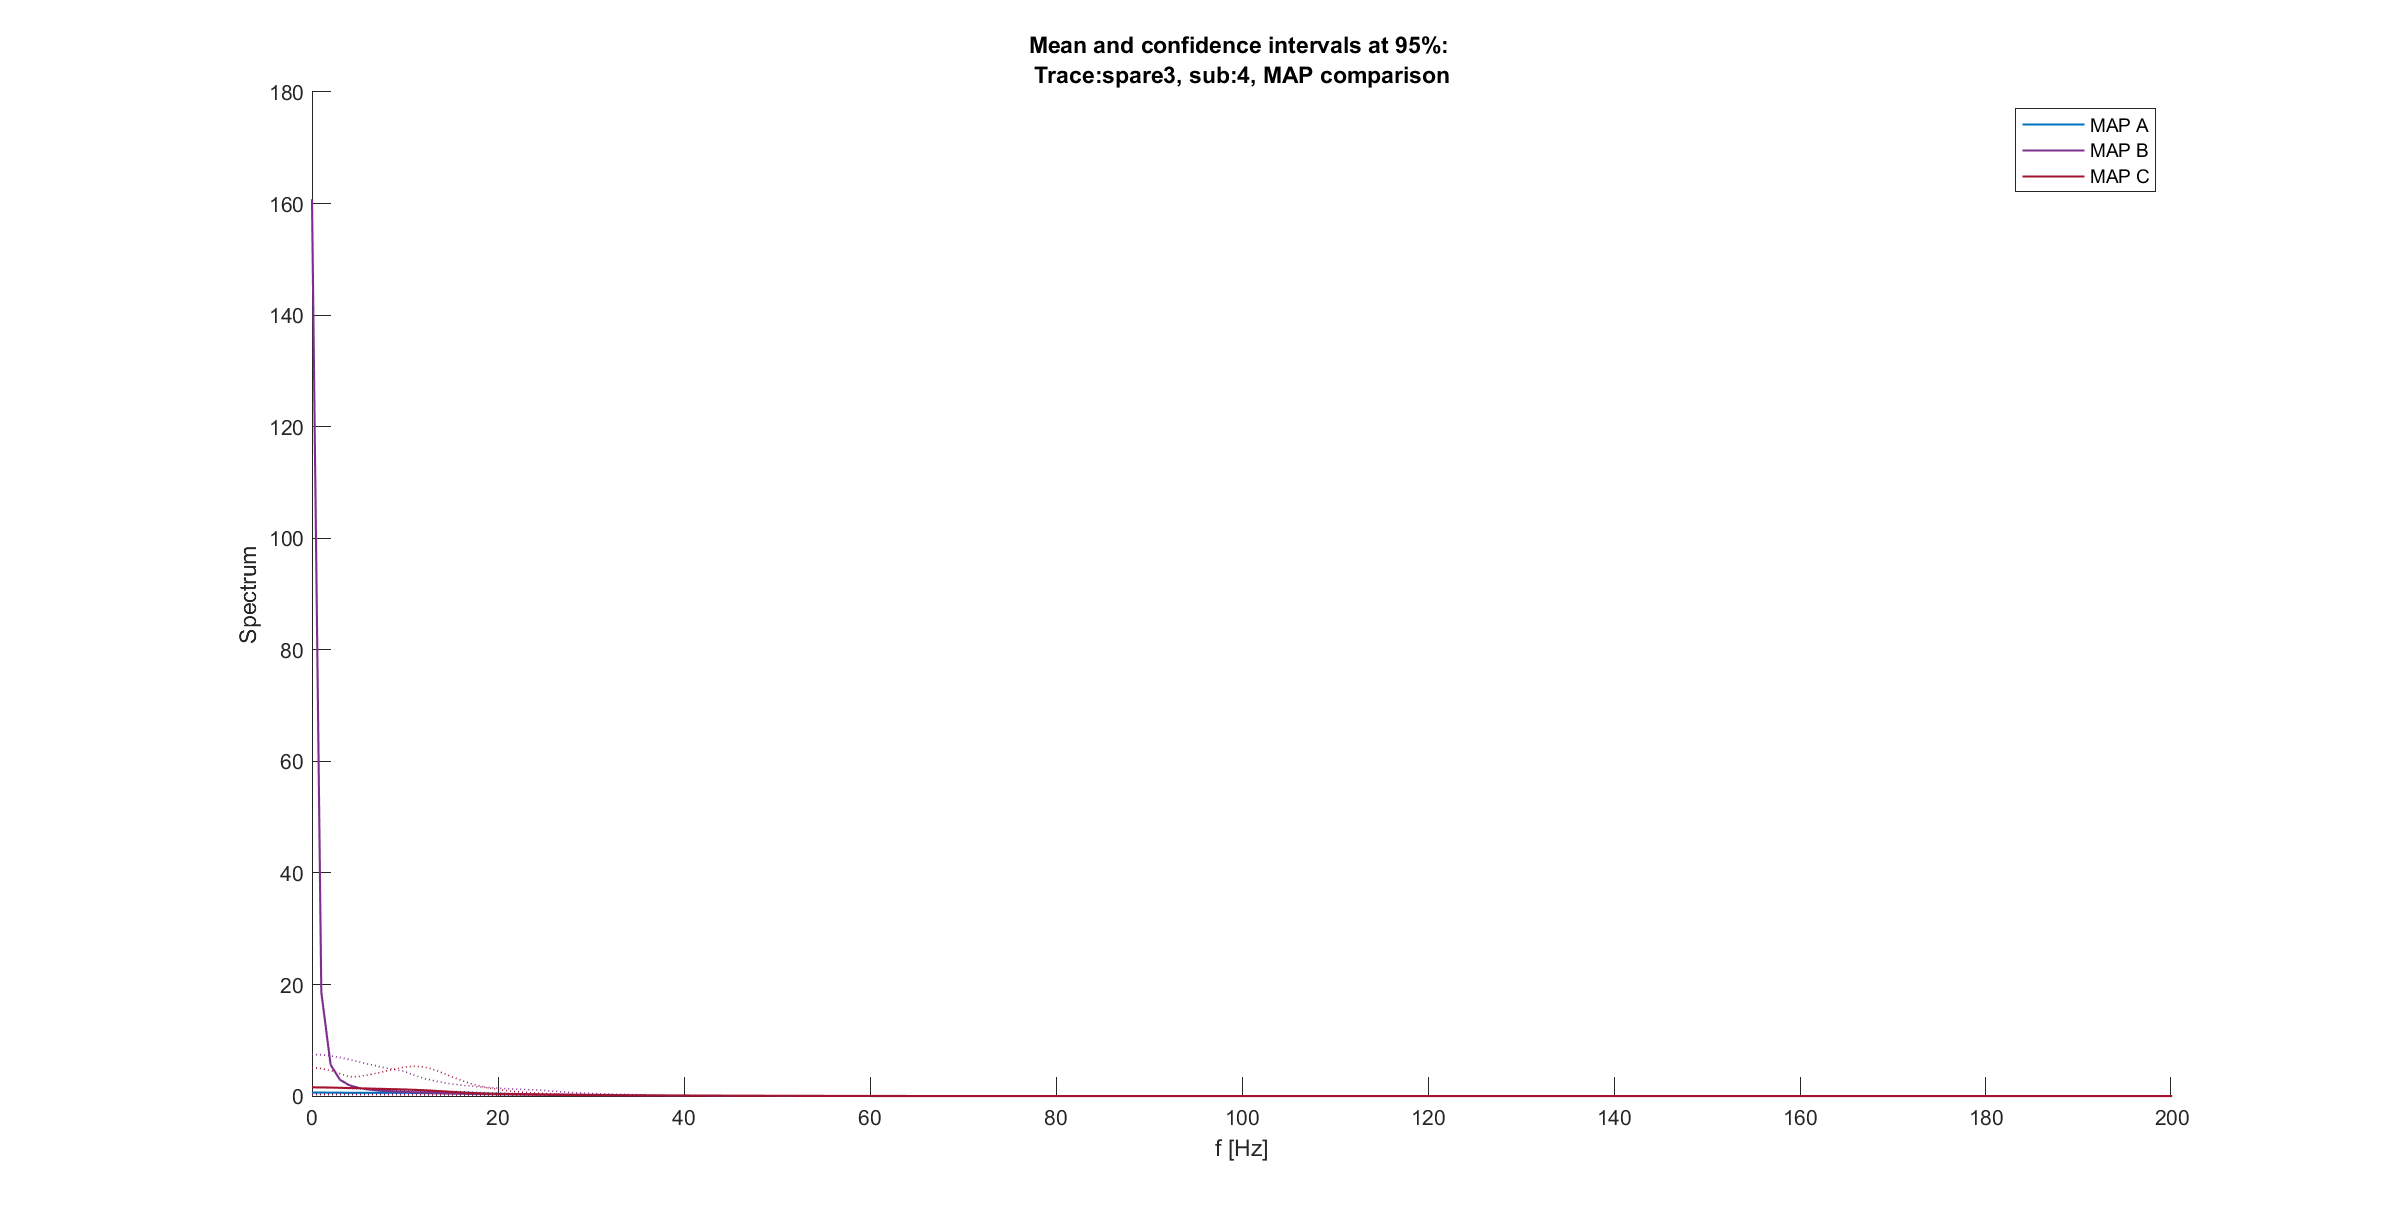 Mean and confidence intervals at 95%:
Trace:spare3, sub:4, MAP comparison
180
160
140
120
100
80
60
40
20
0
Spectrum
MAP A
MAP B
MAP C
0 20 40 60 80 100 120 140 160 180 200
f [Hz]